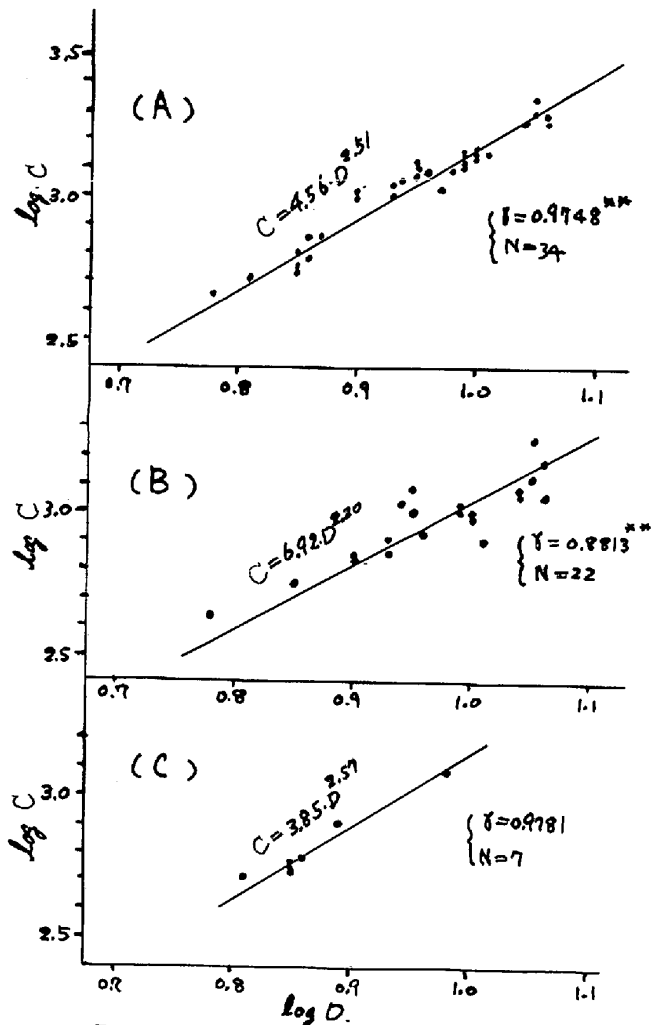 3.5
(A)
C=4.56·D^2.51
log C
3.0
{ γ=0.9748**
N=34
2.5
0.7 0.8 0.9 1.0 1.1
(B)
log C
3.0
C=6.92·D^2.20
{ γ=0.8813**
N=22
2.5
0.7 0.8 0.9 1.0 1.1
(C)
C=3.85·D^2.57
log C
3.0
{ γ=0.9781
N=7
2.5
0.7 0.8 0.9 1.0 1.1
log D.